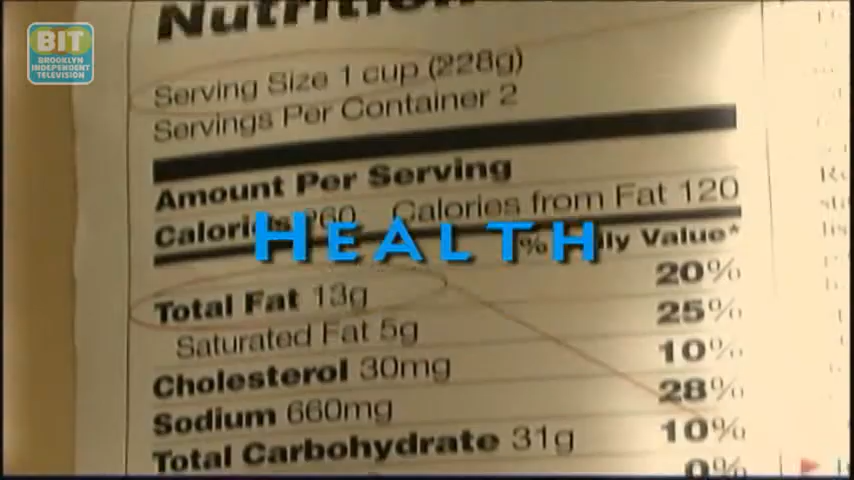 BIT
BROOKLYN
INDEPENDENT
TELEVISION
Nutrition
Serving Size 1 cup (228g)
Servings Per Container 2
Amount Per Serving
Calories 260 Calories from Fat 120
HEALTH
% Daily Value*
Total Fat 13g 20%
Saturated Fat 5g 25%
Cholesterol 30mg 10%
Sodium 660mg 28%
Total Carbohydrate 31g 10%
0%